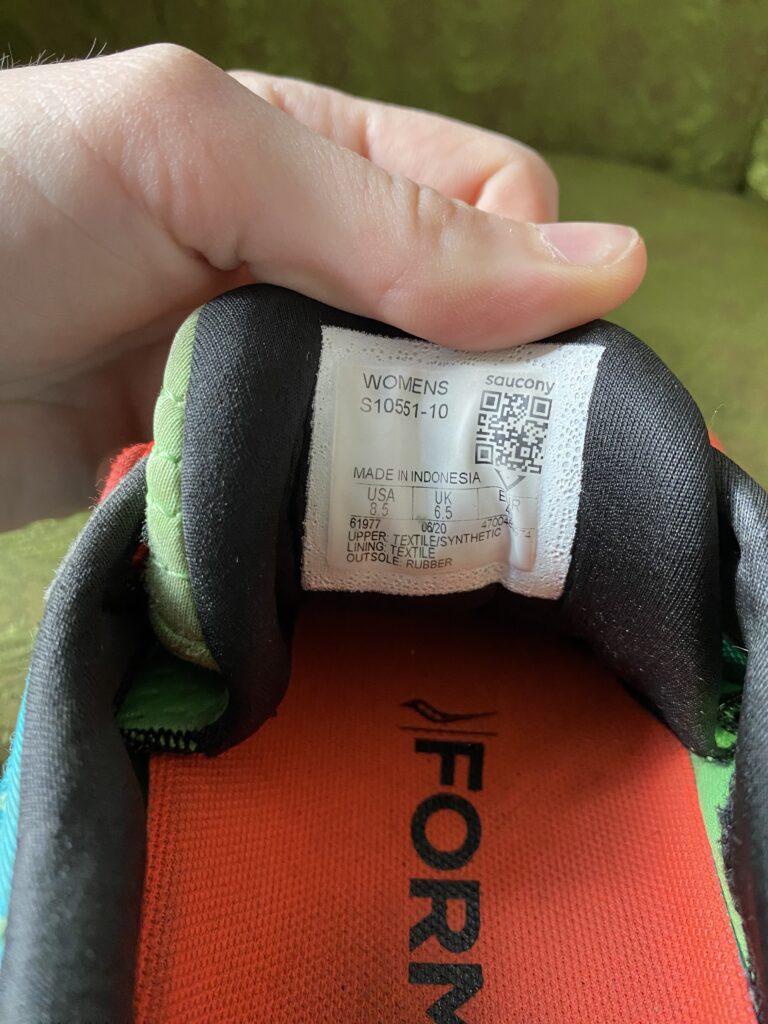 WOMENS
saucony
S10551-10
MADE IN INDONESIA
USA
UK
8.5
6.5
61977
06/20
UPPER: TEXTILE/SYNTHETIC
LINING: TEXTILE
OUTSOLE: RUBBER
FORM